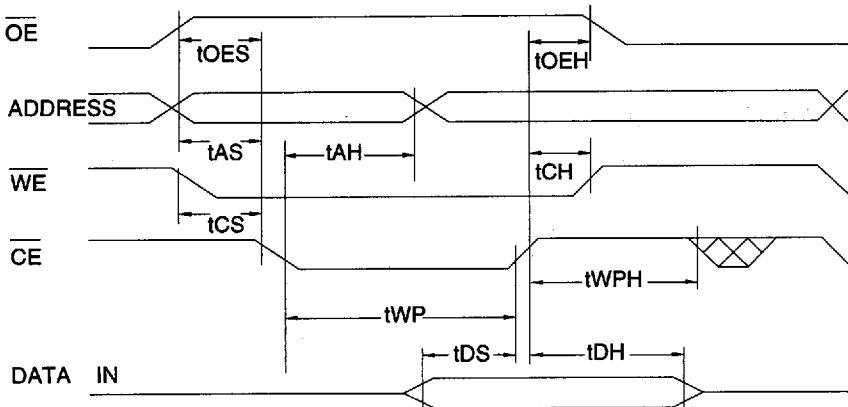 OE
tOES
tOEH
ADDRESS
tAS
tAH
tCH
WE
tCS
CE
tWPH
tWP
tDS
tDH
DATA IN